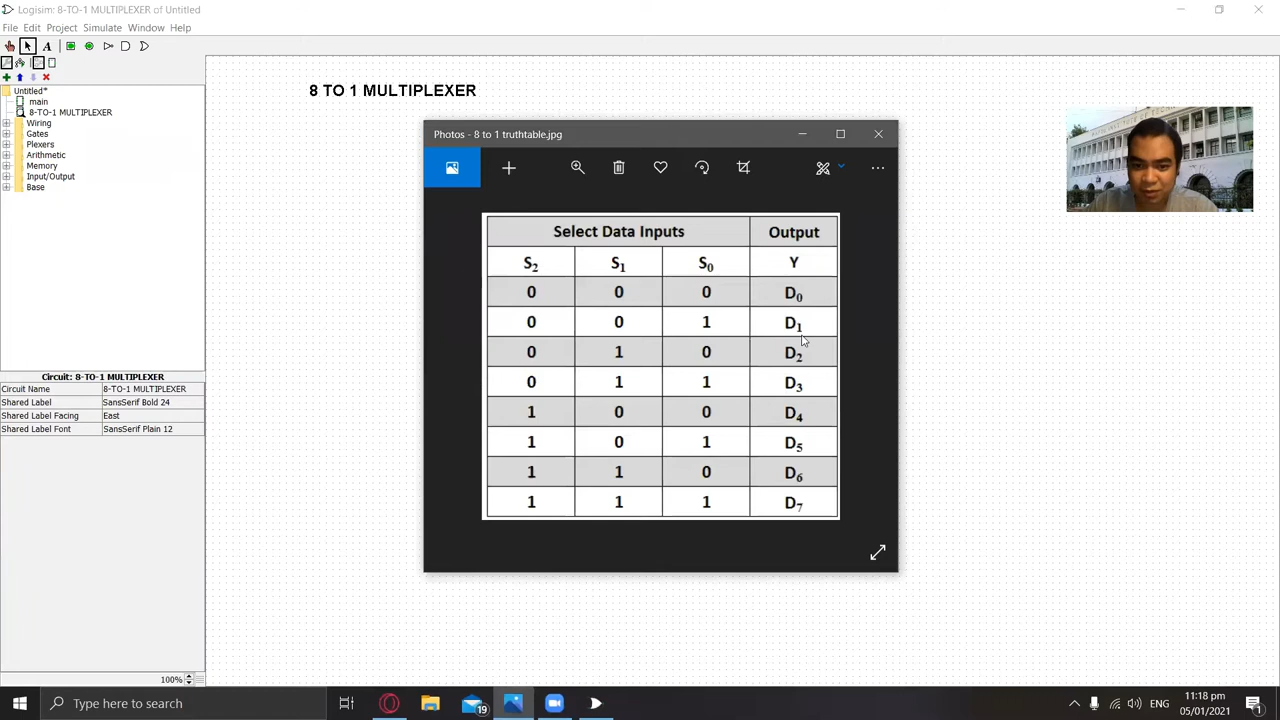 Logisim: 8-TO-1 MULTIPLEXER of Untitled
File Edit Project Simulate Window Help
A
Untitled*
main
8-TO-1 MULTIPLEXER
Wiring
Gates
Plexers
Arithmetic
Memory
Input/Output
Base
Circuit: 8-TO-1 MULTIPLEXER
Circuit Name 8-TO-1 MULTIPLEXER
Shared Label SansSerif Bold 24
Shared Label Facing East
Shared Label Font SansSerif Plain 12
100%
8 TO 1 MULTIPLEXER
Photos - 8 to 1 truthtable.jpg
Select Data Inputs Output
S₂ S₁ S₀ Y
0 0 0 D₀
0 0 1 D₁
0 1 0 D₂
0 1 1 D₃
1 0 0 D₄
1 0 1 D₅
1 1 0 D₆
1 1 1 D₇
Type here to search
19
ENG
11:18 pm
05/01/2021
1